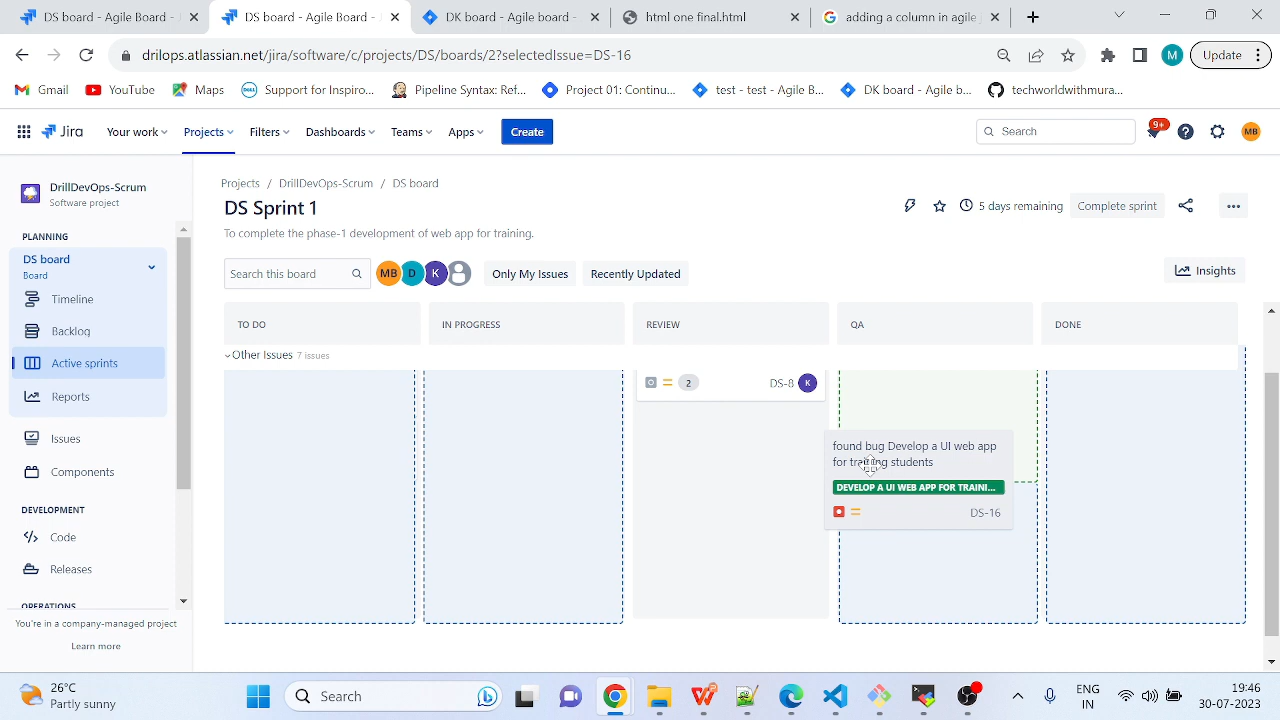 DS board - Agile Board -
DS board - Agile Board -
DK board - Agile board -
html one final.html
adding a column in agile
drilops.atlassian.net/jira/software/c/projects/DS/boards/2?selectedIssue=DS-16
M
Update
Gmail
YouTube
Maps
Support for Inspiro...
Pipeline Syntax: Ref...
Project 01: Continu...
test - test - Agile B...
DK board - Agile b...
techworldwithmura...
Jira
Your work
Projects
Filters
Dashboards
Teams
Apps
Create
Search
9+
MB
DrillDevOps-Scrum
Software project
PLANNING
DS board
Board
Timeline
Backlog
Active sprints
Reports
Issues
Components
DEVELOPMENT
Code
Releases
OPERATIONS
You're in a company-managed project
Learn more
Projects / DrillDevOps-Scrum / DS board
DS Sprint 1
5 days remaining
Complete sprint
To complete the phase-1 development of web app for training.
Search this board
MB
D
K
Only My Issues
Recently Updated
Insights
TO DO
IN PROGRESS
REVIEW
QA
DONE
Other Issues 7 issues
2
DS-8
K
found bug Develop a UI web app
for training students
DEVELOP A UI WEB APP FOR TRAINI...
DS-16
26°C
Partly sunny
Search
ENG
IN
19:46
30-07-2023